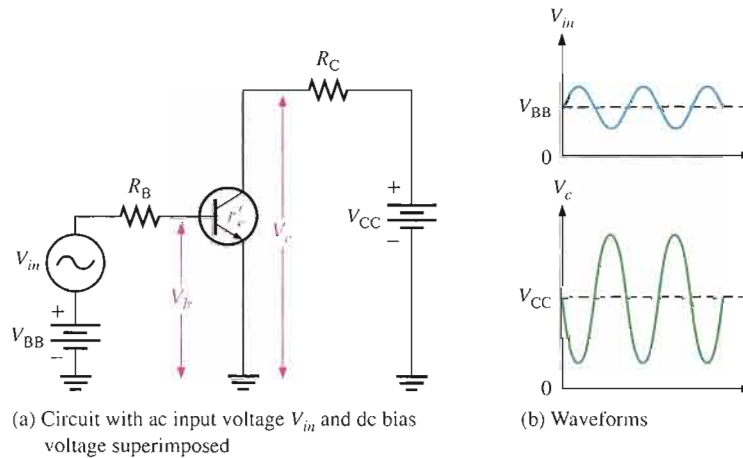 V_in
R_C
V_BB
0
R_B
r'_e
V_c
V_c
+
V_CC
−
V_in
V_b
+
V_BB
−
V_CC
0
(a) Circuit with ac input voltage V_in and dc bias
voltage superimposed
(b) Waveforms